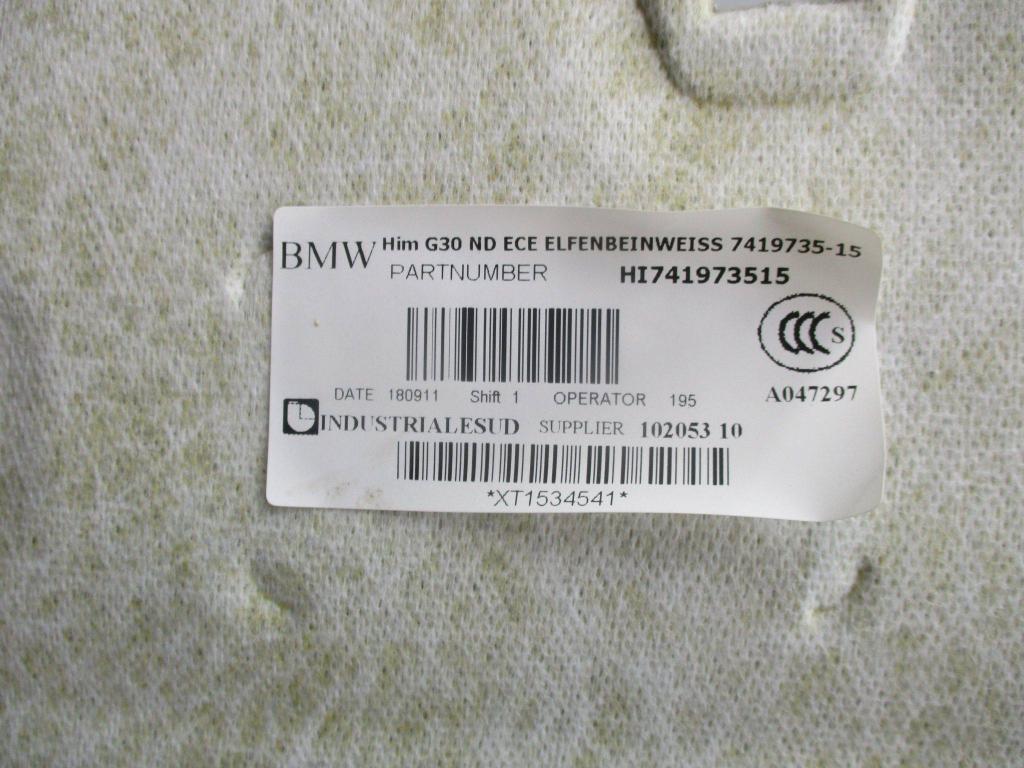 BMW Him G30 ND ECE ELFENBEINWEISS 7419735-15
PARTNUMBER HI741973515
CCC S
A047297
DATE 180911 Shift 1 OPERATOR 195
INDUSTRIALESUD SUPPLIER 102053 10
*XT1534541*